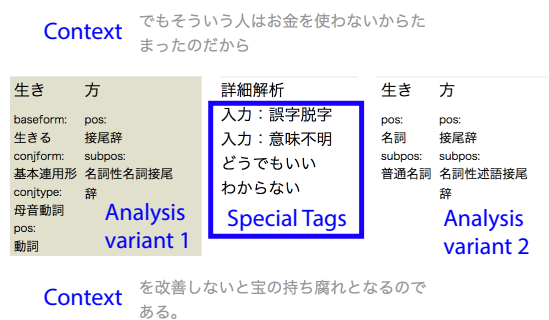 Context
でもそういう人はお金を使わないからた
まったのだから
生き 方
baseform: pos:
生きる 接尾辞
conjform: subpos:
基本連用形 名詞性名詞接尾
conjtype: 辞
母音動詞
pos:
動詞
Analysis
variant 1
詳細解析
入力：誤字脱字
入力：意味不明
どうでもいい
わからない
Special Tags
生き 方
pos: pos:
名詞 接尾辞
subpos: subpos:
普通名詞 名詞性述語接尾
辞
Analysis
variant 2
Context
を改善しないと宝の持ち腐れとなるので
ある。